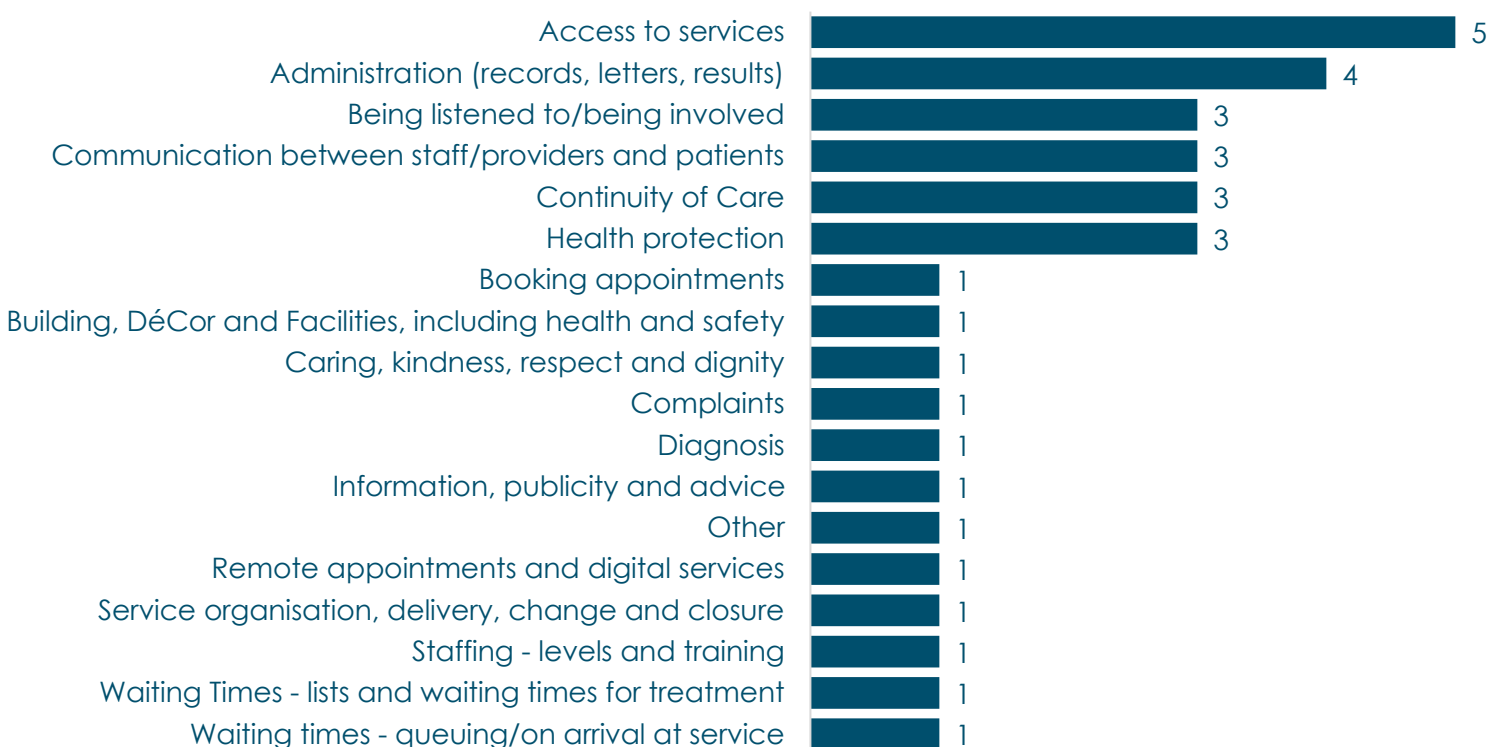 Access to services 5
Administration (records, letters, results) 4
Being listened to/being involved 3
Communication between staff/providers and patients 3
Continuity of Care 3
Health protection 3
Booking appointments 1
Building, DéCor and Facilities, including health and safety 1
Caring, kindness, respect and dignity 1
Complaints 1
Diagnosis 1
Information, publicity and advice 1
Other 1
Remote appointments and digital services 1
Service organisation, delivery, change and closure 1
Staffing - levels and training 1
Waiting Times - lists and waiting times for treatment 1
Waiting times - queuing/on arrival at service 1